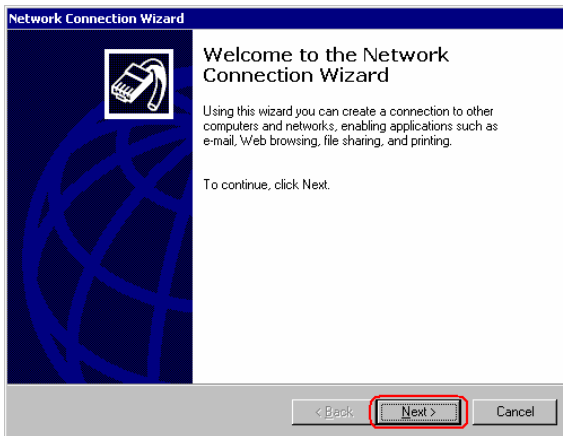 Network Connection Wizard
Welcome to the Network
Connection Wizard
Using this wizard you can create a connection to other
computers and networks, enabling applications such as
e-mail, Web browsing, file sharing, and printing.
To continue, click Next.
< Back
Next >
Cancel